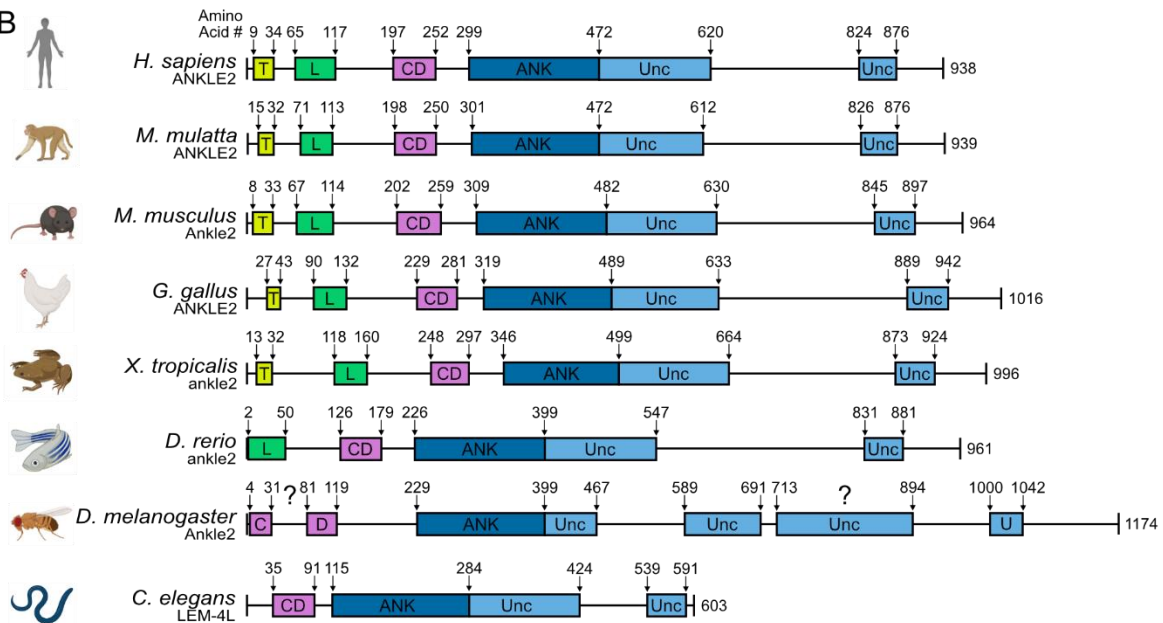 B
Amino
Acid # 9 34 65 117 197 252 299 472 620 824 876
H. sapiens T L CD ANK Unc Unc 938
ANKLE2
15 32 71 113 198 250 301 472 612 826 876
M. mulatta T L CD ANK Unc Unc 939
ANKLE2
8 33 67 114 202 259 309 482 630 845 897
M. musculus T L CD ANK Unc Unc 964
Ankle2
27 43 90 132 229 281 319 489 633 889 942
G. gallus T L CD ANK Unc Unc 1016
ANKLE2
13 32 118 160 248 297 346 499 664 873 924
X. tropicalis T L CD ANK Unc Unc 996
ankle2
2 50 126 179 226 399 547 831 881
D. rerio L CD ANK Unc Unc 961
ankle2
4 31 ? 81 119 229 399 467 589 691 713 ? 894 1000 1042
D. melanogaster C D ANK Unc Unc Unc U 1174
Ankle2
35 91 115 284 424 539 591
C. elegans CD ANK Unc Unc 603
LEM-4L